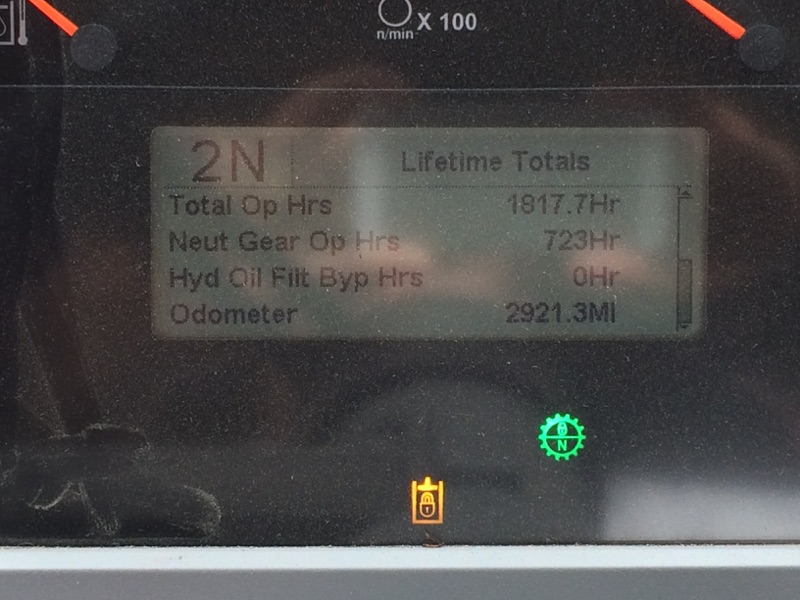 n/min X 100
2N Lifetime Totals
Total Op Hrs 1817.7Hr
Neut Gear Op Hrs 723Hr
Hyd Oil Filt Byp Hrs 0Hr
Odometer 2921.3MI
N